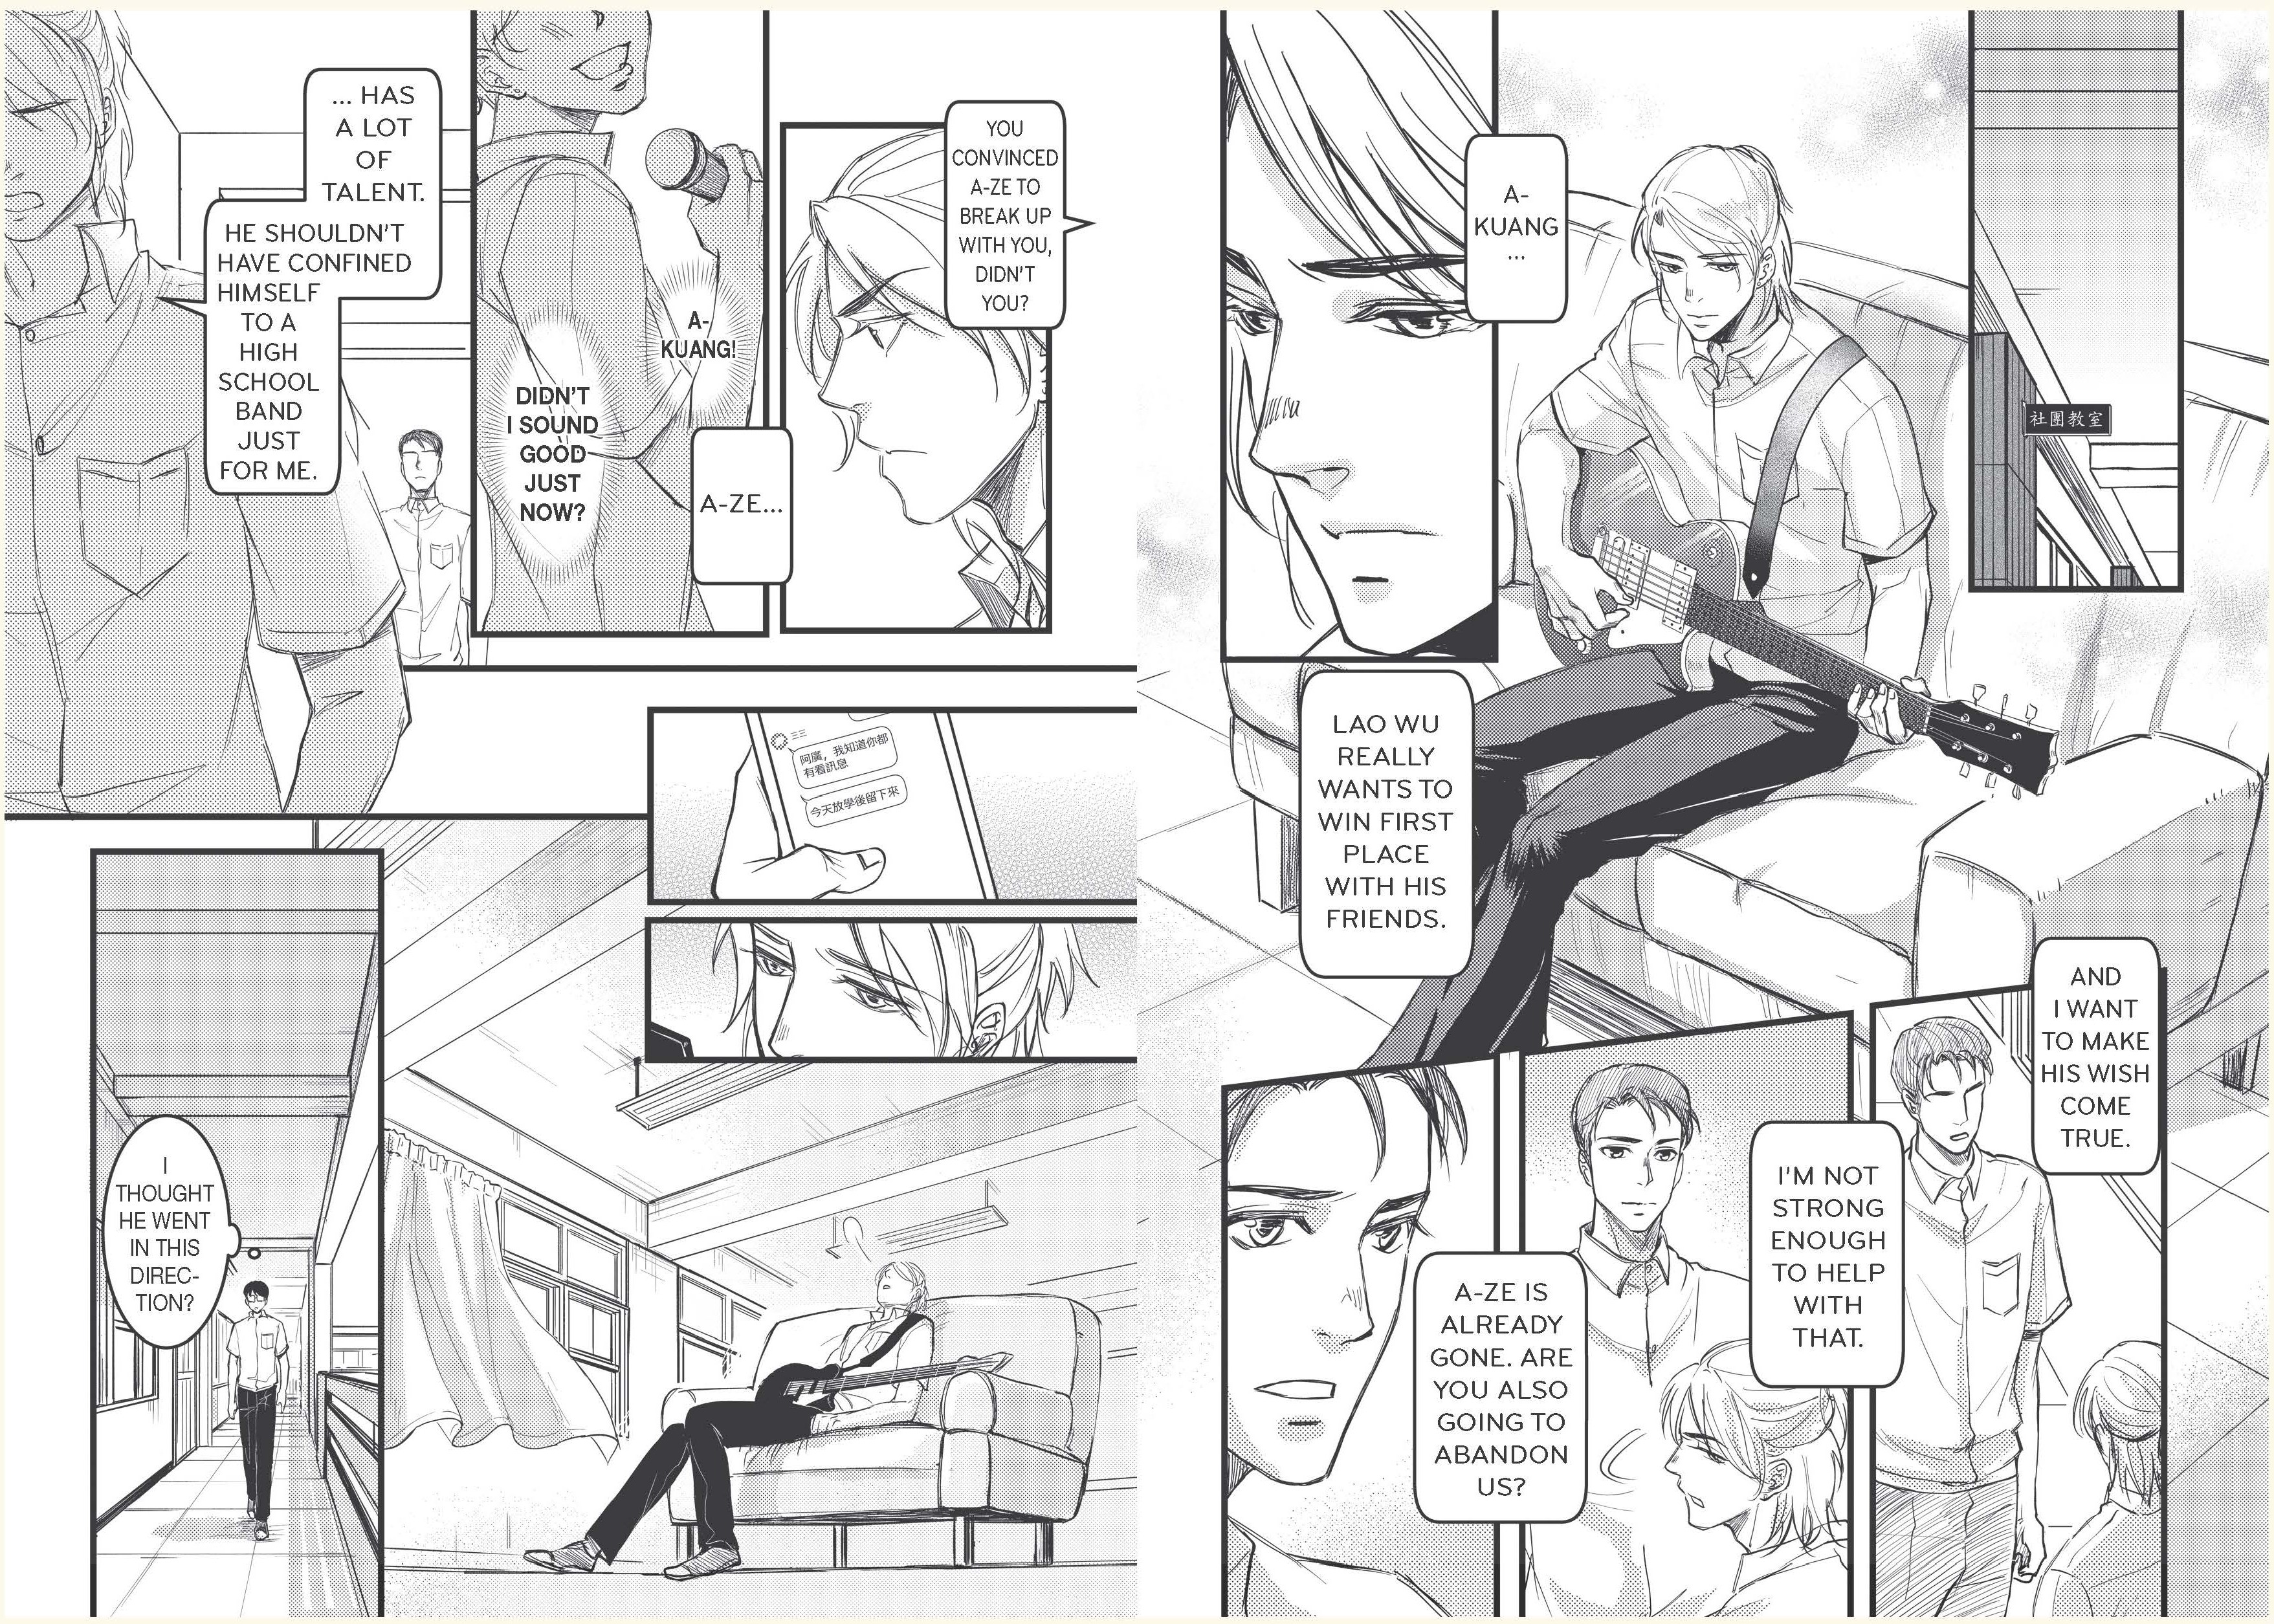 社團教室
A-
KUANG
...
LAO WU
REALLY
WANTS TO
WIN FIRST
PLACE
WITH HIS
FRIENDS.
AND
I WANT
TO MAKE
HIS WISH
COME
TRUE.
I'M NOT
STRONG
ENOUGH
TO HELP
WITH
THAT.
A-ZE IS
ALREADY
GONE. ARE
YOU ALSO
GOING TO
ABANDON
US?
YOU
CONVINCED
A-ZE TO
BREAK UP
WITH YOU,
DIDN'T
YOU?
A-
KUANG!
DIDN'T
I SOUND
GOOD
JUST
NOW?
A-ZE...
... HAS
A LOT
OF
TALENT.
HE SHOULDN'T
HAVE CONFINED
HIMSELF
TO A
HIGH
SCHOOL
BAND
JUST
FOR ME.
阿廣，我知道你都
有看訊息
今天放學後留下來
I
THOUGHT
HE WENT
IN THIS
DIREC-
TION?